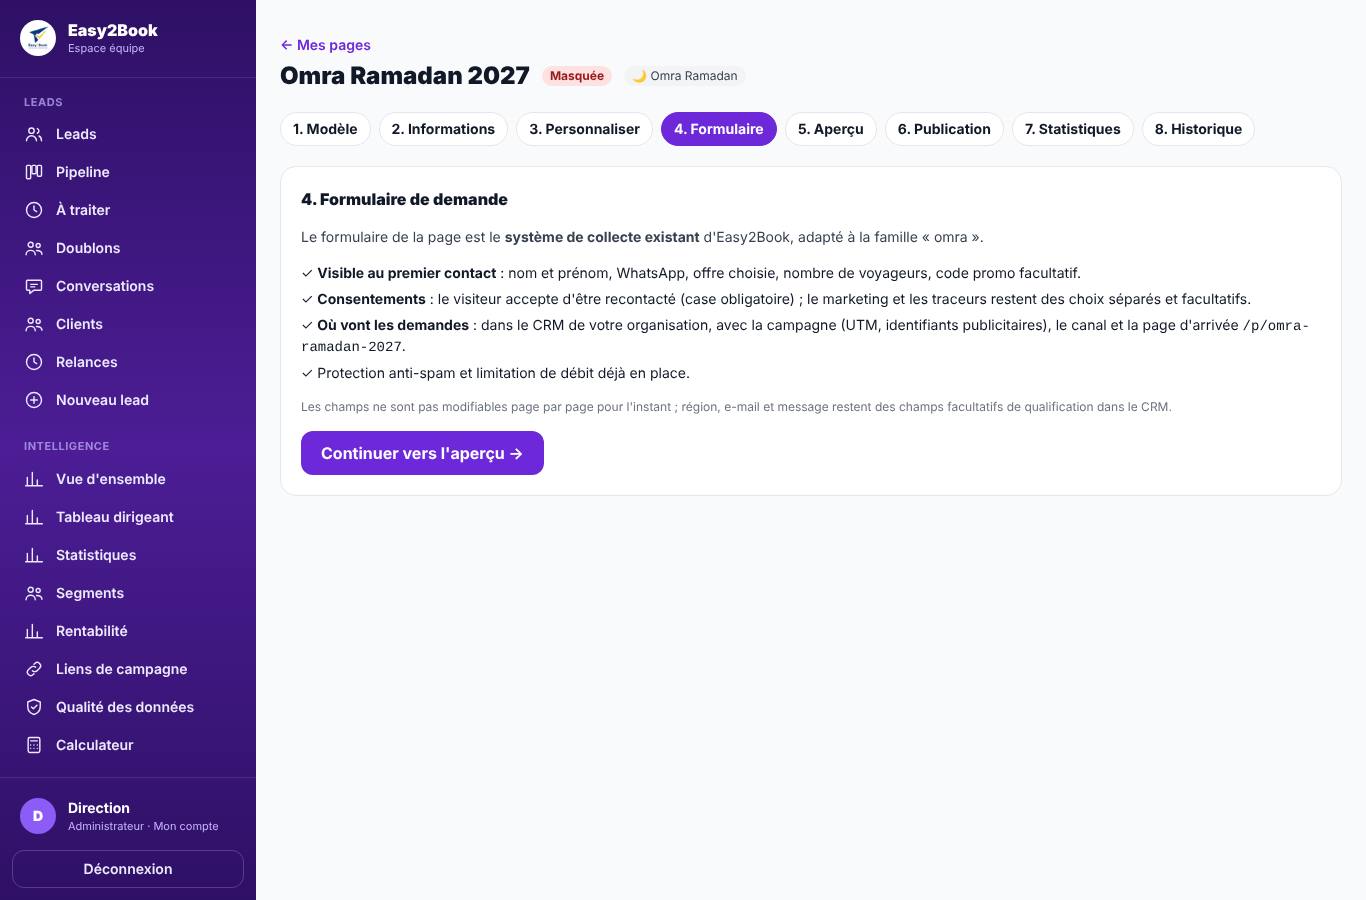 Easy2Book
Espace équipe
LEADS
Leads
Pipeline
À traiter
Doublons
Conversations
Clients
Relances
Nouveau lead
INTELLIGENCE
Vue d'ensemble
Tableau dirigeant
Statistiques
Segments
Rentabilité
Liens de campagne
Qualité des données
Calculateur
D
Direction
Administrateur · Mon compte
Déconnexion
← Mes pages
Omra Ramadan 2027 Masquée 🌙 Omra Ramadan
1. Modèle 2. Informations 3. Personnaliser 4. Formulaire 5. Aperçu 6. Publication 7. Statistiques 8. Historique
4. Formulaire de demande
Le formulaire de la page est le système de collecte existant d'Easy2Book, adapté à la famille « omra ».
✓ Visible au premier contact : nom et prénom, WhatsApp, offre choisie, nombre de voyageurs, code promo facultatif.
✓ Consentements : le visiteur accepte d'être recontacté (case obligatoire) ; le marketing et les traceurs restent des choix séparés et facultatifs.
✓ Où vont les demandes : dans le CRM de votre organisation, avec la campagne (UTM, identifiants publicitaires), le canal et la page d'arrivée /p/omra-
ramadan-2027.
✓ Protection anti-spam et limitation de débit déjà en place.
Les champs ne sont pas modifiables page par page pour l'instant ; région, e-mail et message restent des champs facultatifs de qualification dans le CRM.
Continuer vers l'aperçu →